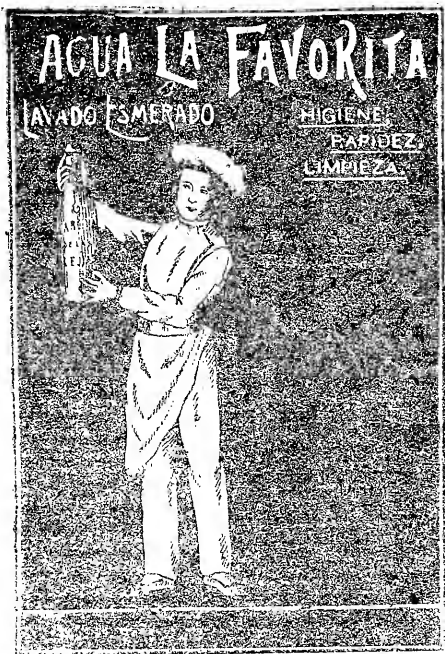 AGUA LA FAVORITA
LAVADO ESMERADO
HIGIENE,
RAPIDEZ,
LIMPIEZA.